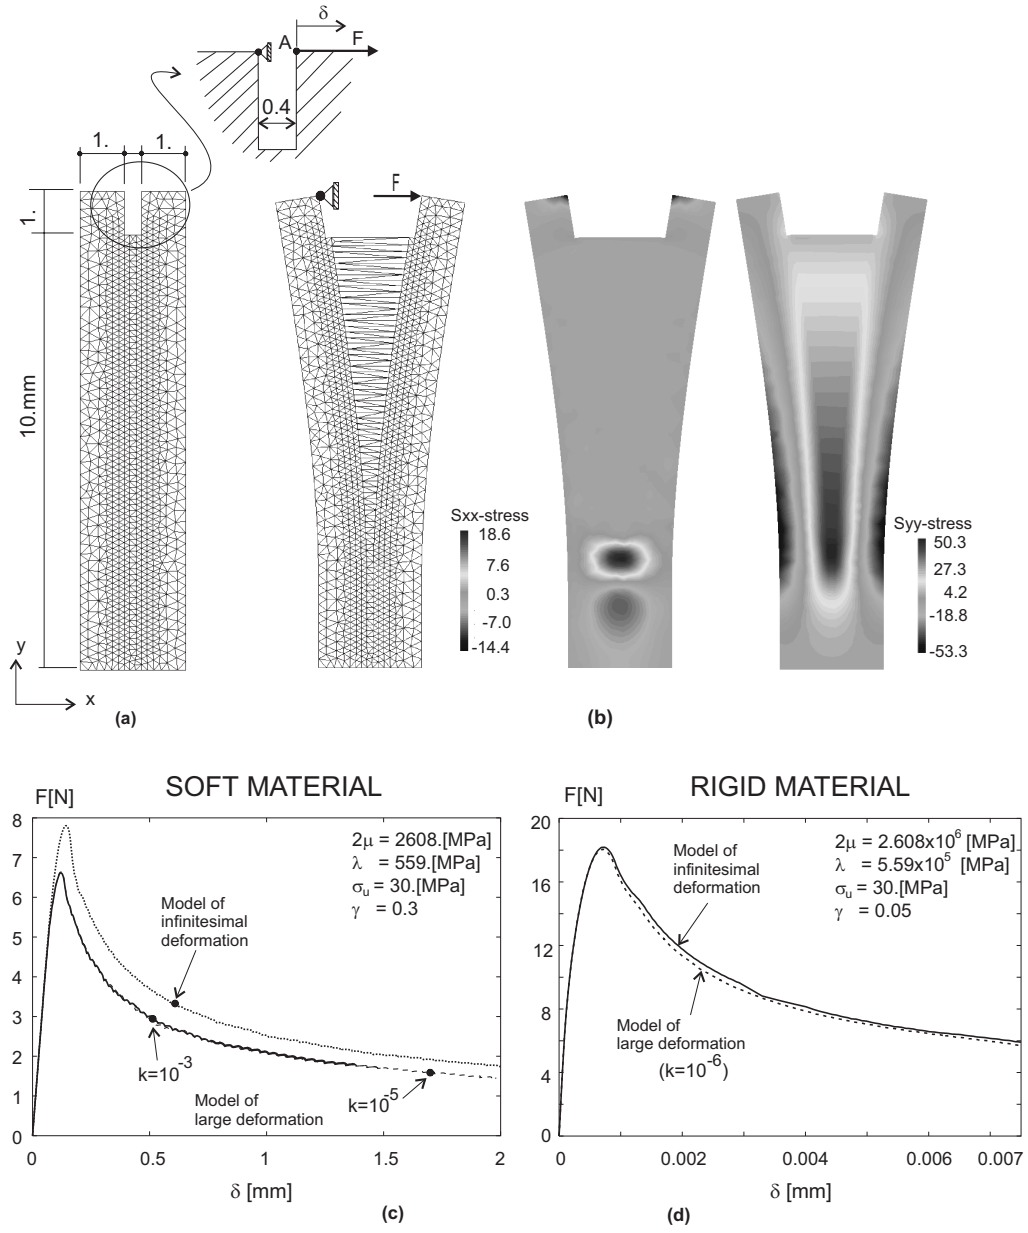 δ
A
F
0.4
1.
1.
F
1.
10.mm
y
x
(a)
Sxx-stress
18.6
7.6
0.3
-7.0
-14.4
Syy-stress
50.3
27.3
4.2
-18.8
-53.3
(b)
SOFT MATERIAL
F[N]
8
7
6
5
4
3
2
1
0
0
0.5
1
1.5
2
2μ = 2608.[MPa]
λ = 559.[MPa]
σu = 30.[MPa]
γ = 0.3
Model of
infinitesimal
deformation
k=10-3
Model of
large deformation
k=10-5
δ [mm]
(c)
RIGID MATERIAL
F[N]
20
16
12
8
4
0
0
0.002
0.004
0.006
0.007
2μ = 2.608x10⁶ [MPa]
λ = 5.59x10⁵ [MPa]
σu = 30.[MPa]
γ = 0.05
Model of
infinitesimal
deformation
Model of
large deformation
(k=10-6)
δ [mm]
(d)